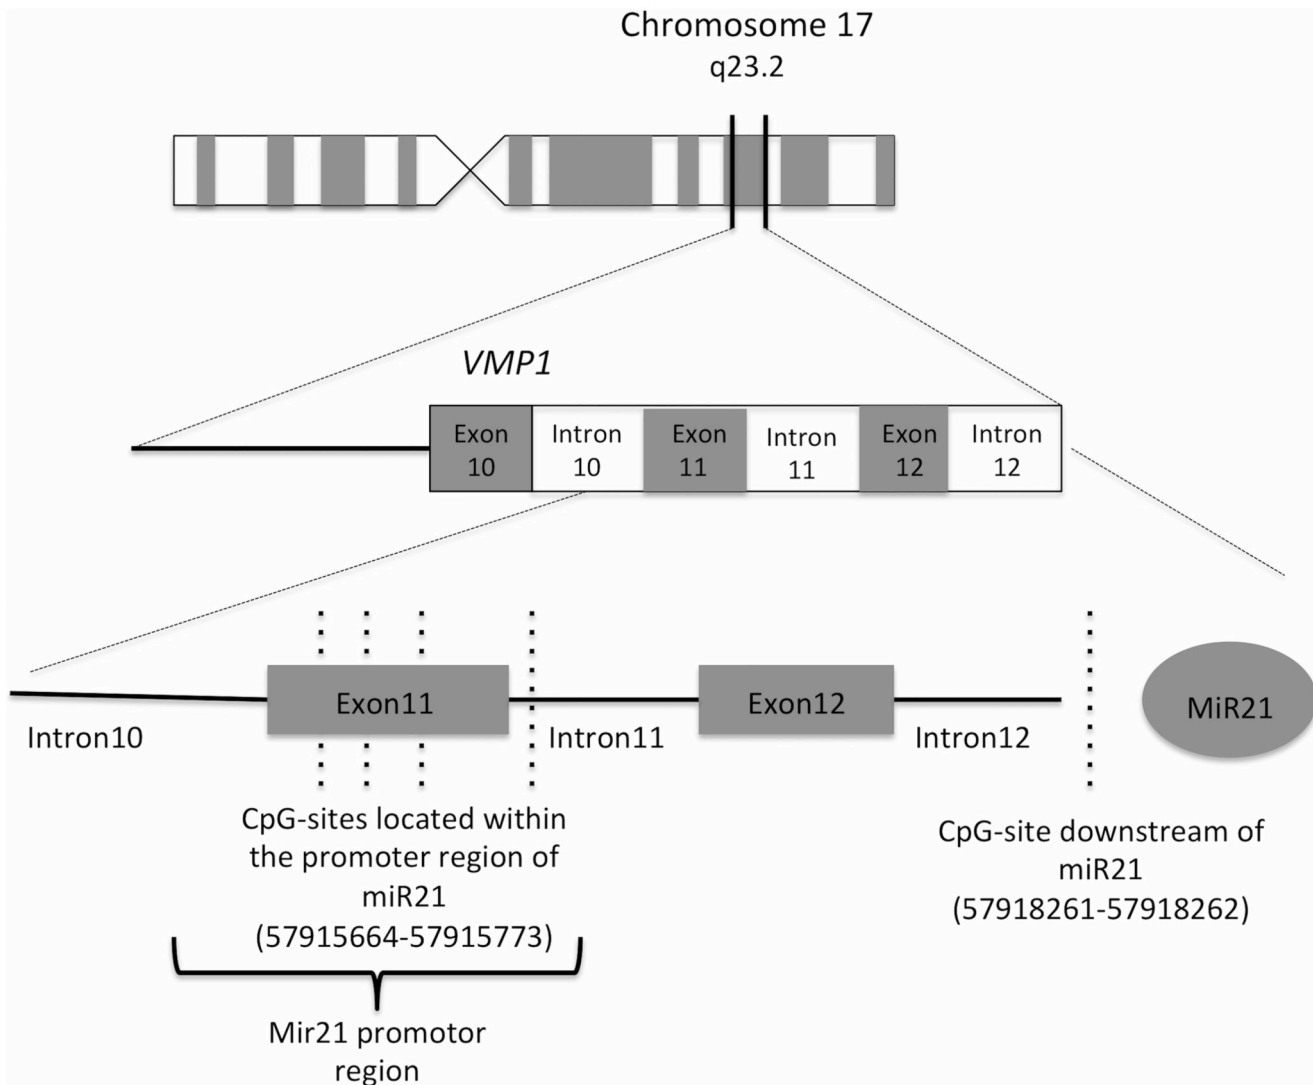 Chromosome 17
q23.2
VMP1
Exon
10
Intron
10
Exon
11
Intron
11
Exon
12
Intron
12
Exon11
Exon12
MiR21
Intron10
Intron11
Intron12
CpG-sites located within
the promoter region of
miR21
(57915664-57915773)
CpG-site downstream of
miR21
(57918261-57918262)
Mir21 promotor
region